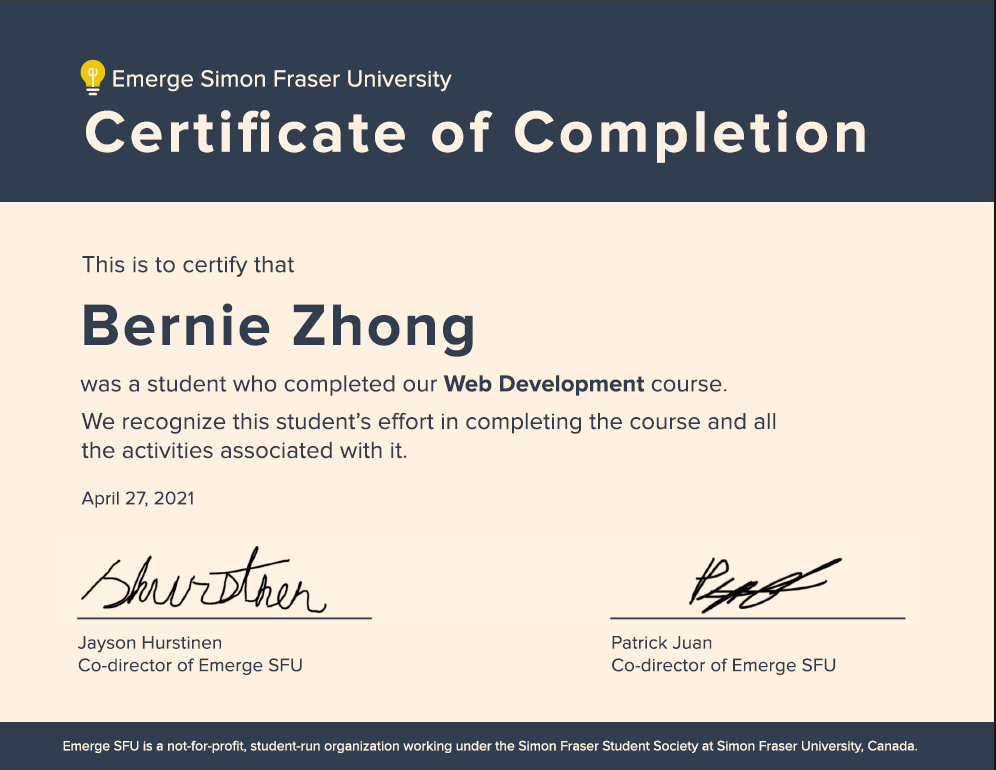 Emerge Simon Fraser University
Certificate of Completion
This is to certify that
Bernie Zhong
was a student who completed our Web Development course.
We recognize this student’s effort in completing the course and all
the activities associated with it.
April 27, 2021
Jayson Hurstinen
Co-director of Emerge SFU
Patrick Juan
Co-director of Emerge SFU
Emerge SFU is a not-for-profit, student-run organization working under the Simon Fraser Student Society at Simon Fraser University, Canada.